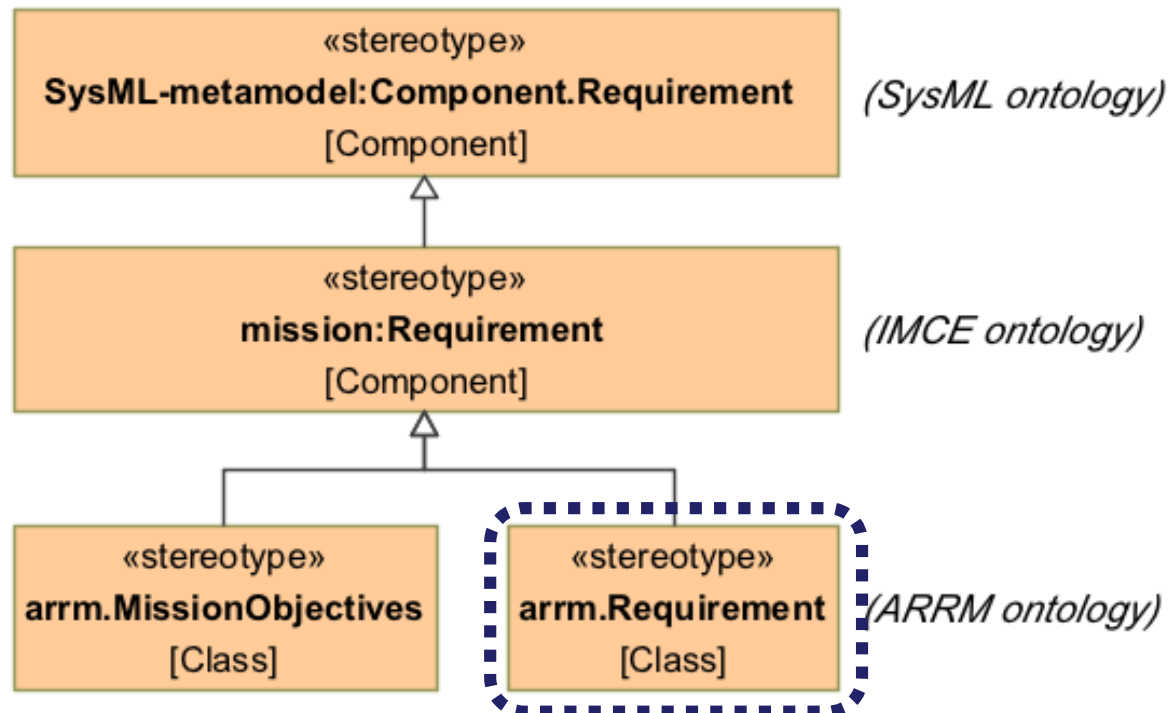 «stereotype»
SysML-metamodel:Component.Requirement
[Component]
(SysML ontology)
«stereotype»
mission:Requirement
[Component]
(IMCE ontology)
«stereotype»
arrm.MissionObjectives
[Class]
«stereotype»
arrm.Requirement
[Class]
(ARRM ontology)